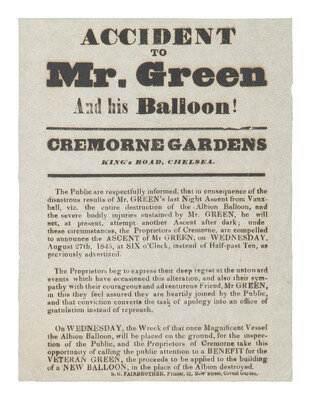 ACCIDENT
TO
Mr. Green
And his Balloon!
CREMORNE GARDENS
KING's ROAD, CHELSEA.
The Public are respectfully informed, that in consequence of the
disastrous results of Mr. GREEN's last Night Ascent from Vaux-
hall, viz. the entire destruction of the Albion Balloon, and
the severe bodily injuries sustained by Mr. GREEN, he will
not, at present, attempt another Ascent after dark; under
these circumstances, the Proprietors of Cremorne, are compelled
to announce the ASCENT of Mr GREEN, on WEDNESDAY,
August 27th, 1845, at SIX o'Clock, instead of Half-past Ten, as
previously advertized.
The Proprietors beg to express their deep regret at the untoward
events which have occasioned this alteration, and also their sym-
pathy with their courageous and adventurous Friend, Mr GREEN,
in this they feel assured they are heartily joined by the Public,
and that conviction converts the task of apology into an office of
gratulation instead of reproach.
On WEDNESDAY, the Wreck of that once Magnificent Vessel
the Albion Balloon, will be placed on the ground, for the inspec-
tion of the Public, and the Proprietors of Cremorne take this
opportunity of calling the public attention to a BENEFIT for the
VETERAN GREEN, the proceeds to be applied to the building
of a NEW BALLOON, in the place of the Albion destroyed.
S. G. FAIRBROTHER, Printer, 31, Bow street, Covent Garden.